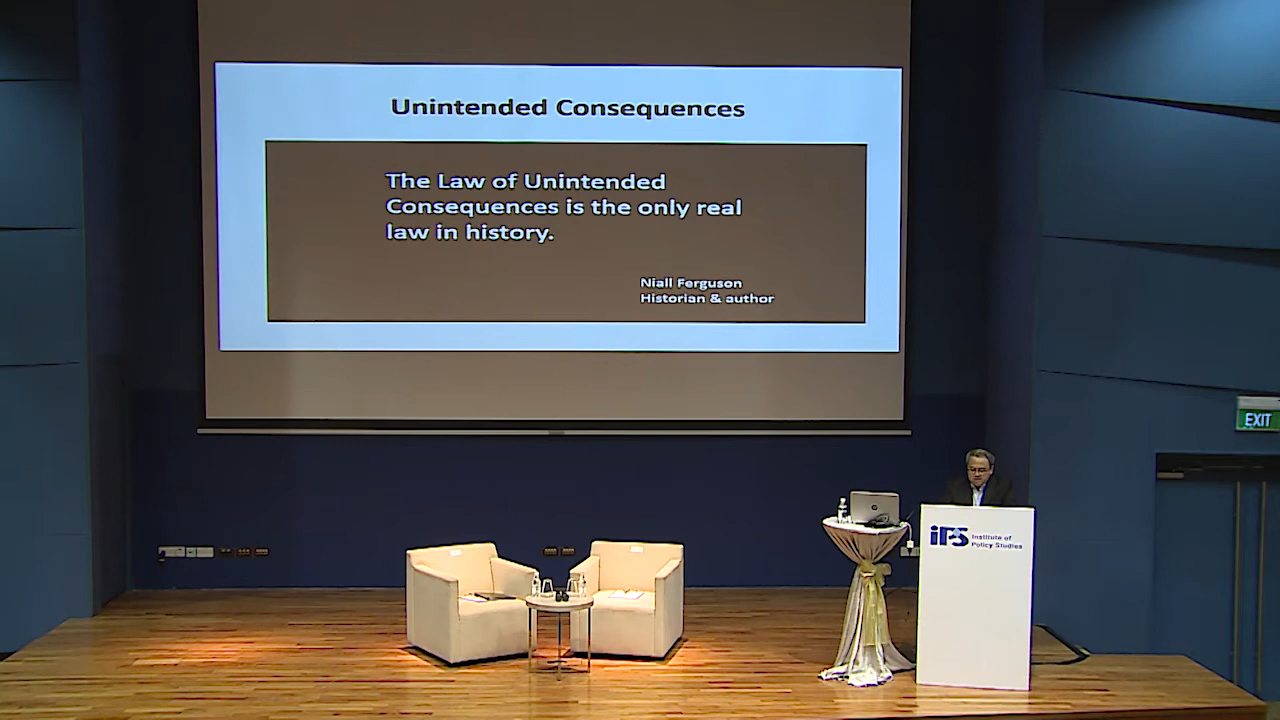 Unintended Consequences
The Law of Unintended
Consequences is the only real
law in history.
Niall Ferguson
Historian & author
EXIT
iPS Institute of
Policy Studies